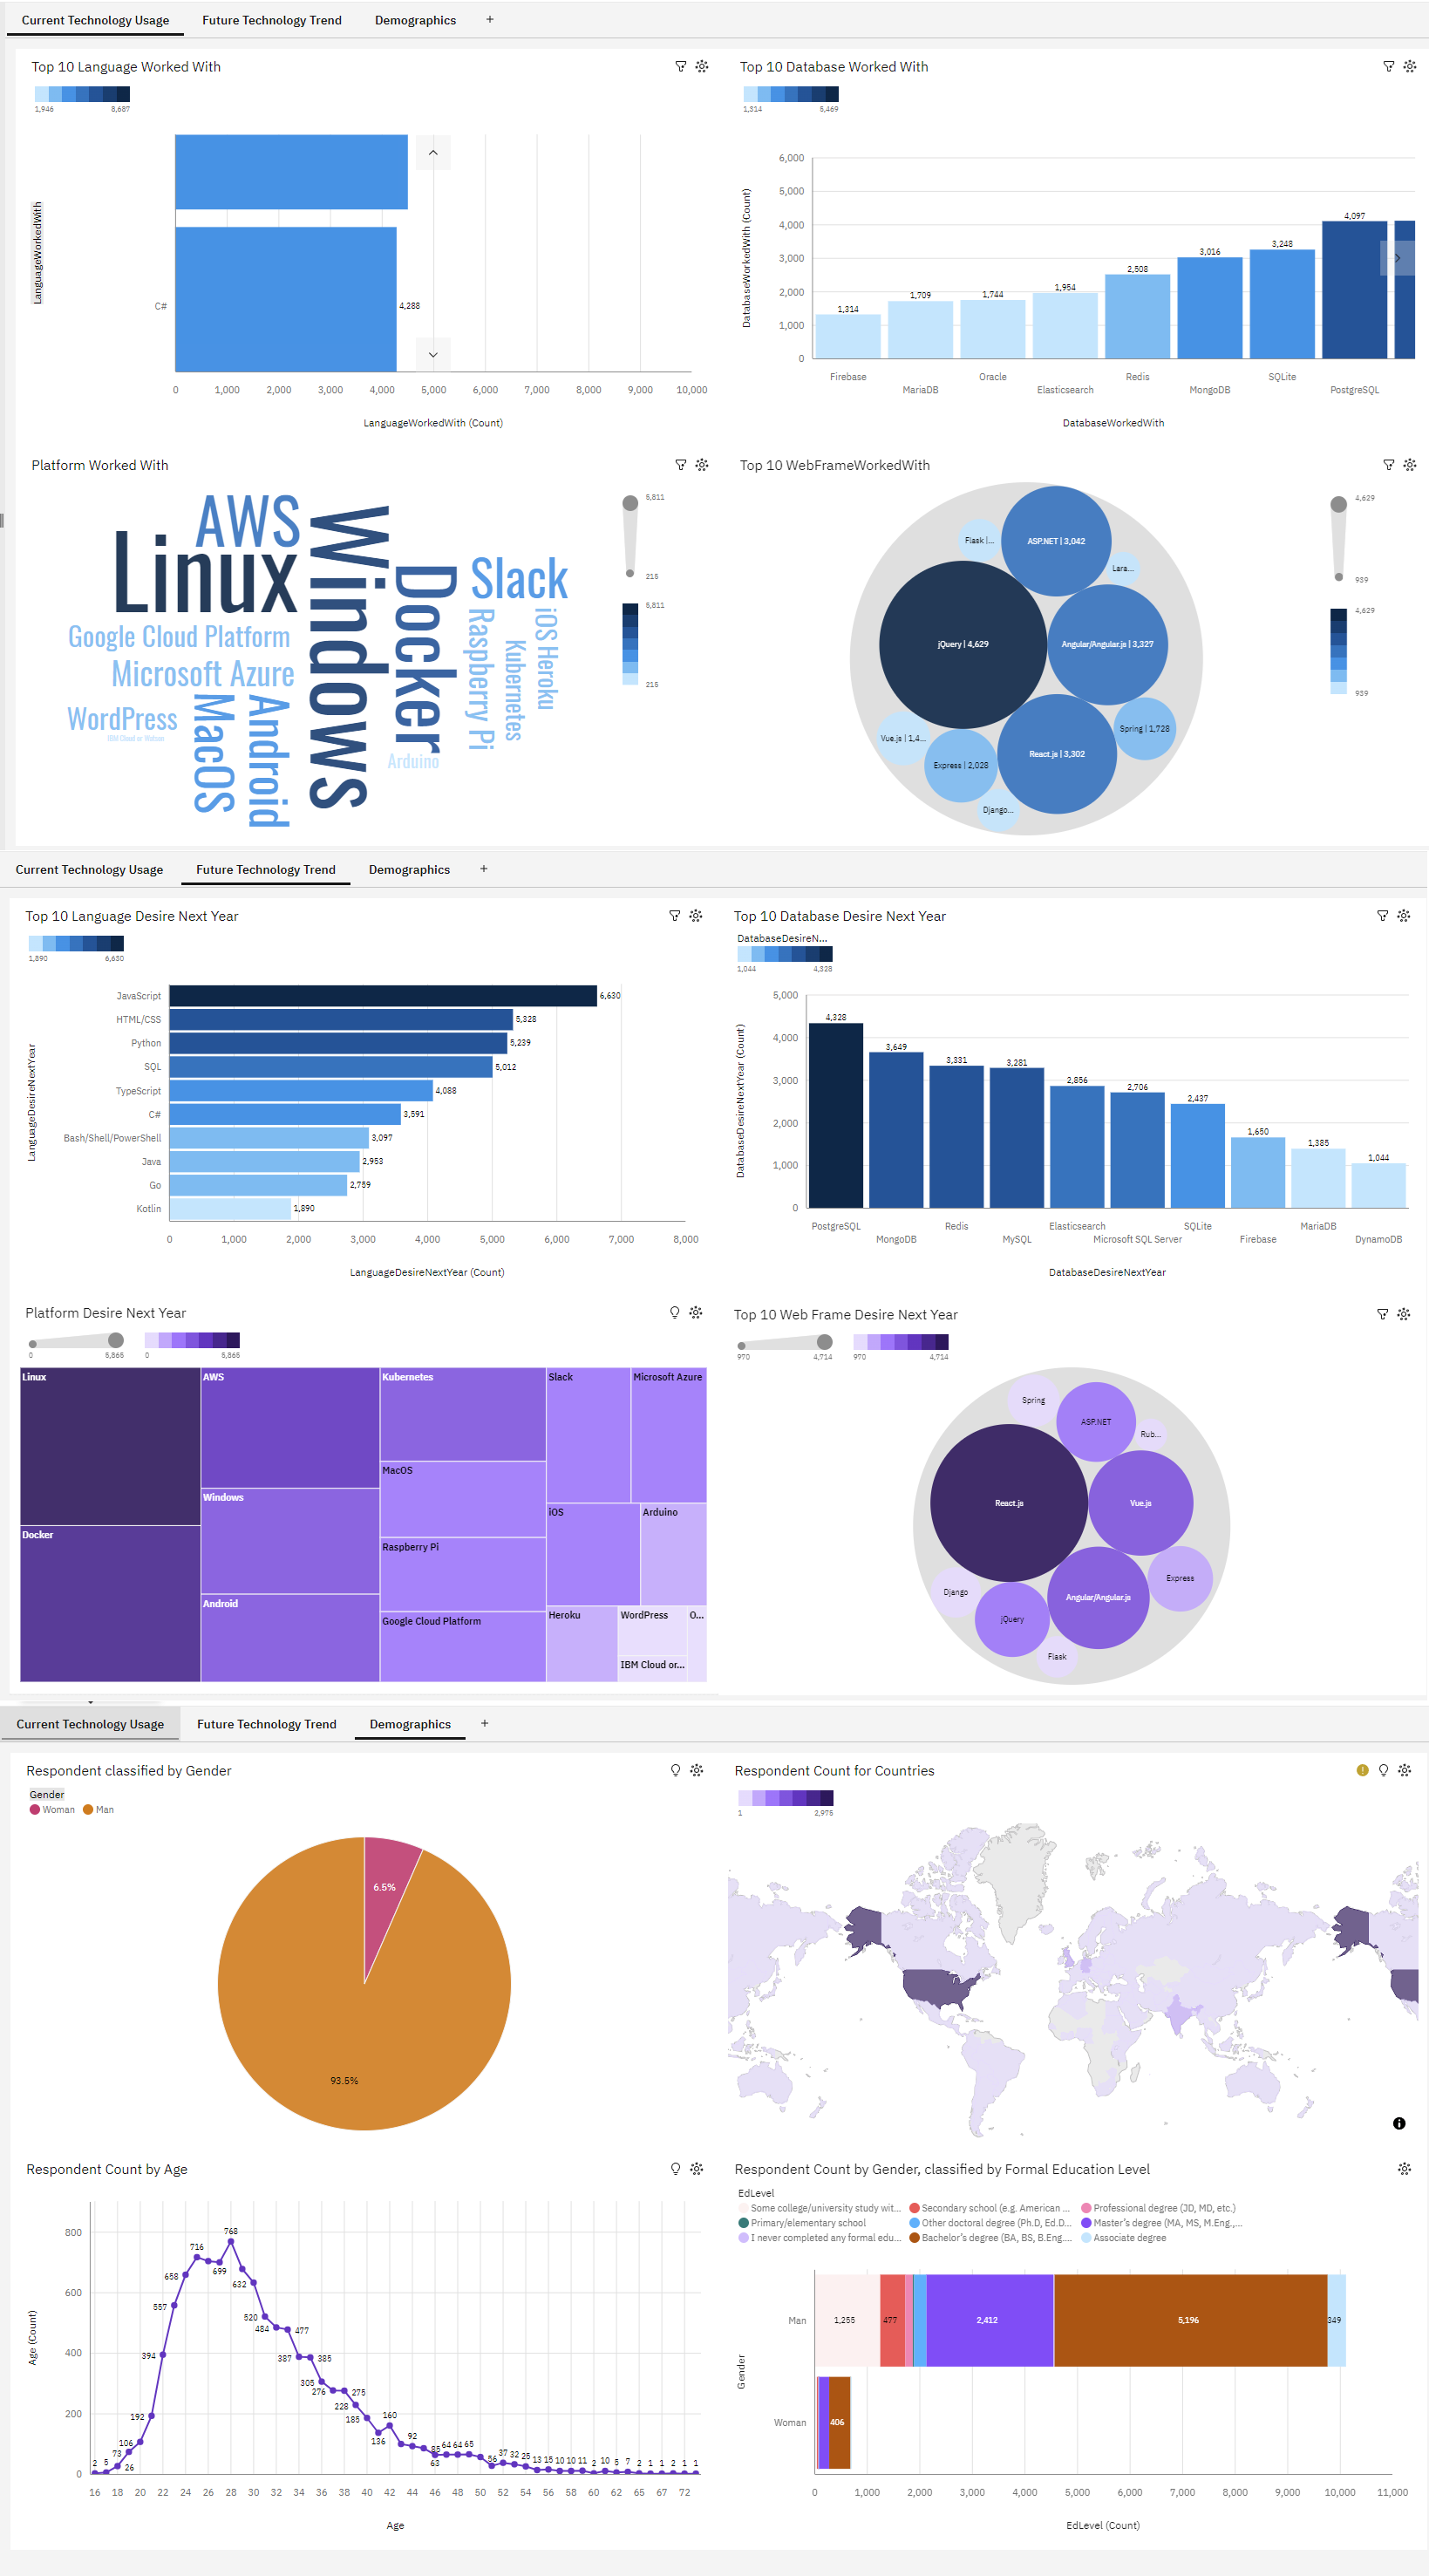 Current Technology Usage Future Technology Trend Demographics +
Top 10 Language Worked With
1,946 8,687
LanguageWorkedWith
C#
4,288
0 1,000 2,000 3,000 4,000 5,000 6,000 7,000 8,000 9,000 10,000
LanguageWorkedWith (Count)
Top 10 Database Worked With
1,314 5,469
DatabaseWorkedWith (Count)
6,000
5,000
4,000
3,000
2,000
1,000
0
1,314 1,709 1,744 1,954 2,508 3,016 3,248 4,097
Firebase MariaDB Oracle Elasticsearch Redis MongoDB SQLite PostgreSQL
DatabaseWorkedWith
Platform Worked With
AWS
Linux
Windows
Docker
Slack
Google Cloud Platform
Microsoft Azure
WordPress
IBM Cloud or Watson
MacOS
Android
Arduino
Raspberry Pi
Kubernetes
iOS
Heroku
5,811
215
5,811
215
Top 10 WebFrameWorkedWith
Flask |...
ASP.NET | 3,042
Lara...
jQuery | 4,629
Angular/Angular.js | 3,327
Vue.js | 1,4...
Express | 2,028
React.js | 3,302
Spring | 1,728
Django...
4,629
939
4,629
939
Current Technology Usage Future Technology Trend Demographics +
Top 10 Language Desire Next Year
1,890 6,630
LanguageDesireNextYear
JavaScript 6,630
HTML/CSS 5,328
Python 5,239
SQL 5,012
TypeScript 4,088
C# 3,591
Bash/Shell/PowerShell 3,097
Java 2,953
Go 2,759
Kotlin 1,890
0 1,000 2,000 3,000 4,000 5,000 6,000 7,000 8,000
LanguageDesireNextYear (Count)
Top 10 Database Desire Next Year
DatabaseDesireN...
1,044 4,328
DatabaseDesireNextYear (Count)
5,000
4,000
3,000
2,000
1,000
0
4,328 3,649 3,331 3,281 2,856 2,706 2,437 1,650 1,385 1,044
PostgreSQL MongoDB Redis MySQL Elasticsearch Microsoft SQL Server SQLite Firebase MariaDB DynamoDB
DatabaseDesireNextYear
Platform Desire Next Year
0 5,865 0 5,865
Linux
Docker
AWS
Windows
Android
Kubernetes
MacOS
Raspberry Pi
Google Cloud Platform
Slack
Microsoft Azure
iOS
Arduino
Heroku
WordPress
O...
IBM Cloud or...
Top 10 Web Frame Desire Next Year
970 4,714 970 4,714
Spring
ASP.NET
Rub...
React.js
Vue.js
Django
jQuery
Angular/Angular.js
Express
Flask
Current Technology Usage Future Technology Trend Demographics +
Respondent classified by Gender
Gender
Woman Man
6.5%
93.5%
Respondent Count for Countries
1 2,975
Respondent Count by Age
Age (Count)
800
600
400
200
0
2 5 73 26 106 192 394 557 658 716 699 768 632 520 484 477 387 385 305 276 275 228 185 136 160 92 85 63 64 64 65 56 37 32 25 13 15 10 10 11 2 10 5 7 2 1 1 2 1 1
16 18 20 22 24 26 28 30 32 34 36 38 40 42 44 46 48 50 52 54 56 58 60 62 65 67 72
Age
Respondent Count by Gender, classified by Formal Education Level
EdLevel
Some college/university study wit... Secondary school (e.g. American ... Professional degree (JD, MD, etc.)
Primary/elementary school Other doctoral degree (Ph.D, Ed.D... Master's degree (MA, MS, M.Eng.,...
I never completed any formal edu... Bachelor's degree (BA, BS, B.Eng.... Associate degree
Gender
Man 1,255 477 2,412 5,196 349
Woman 406
0 1,000 2,000 3,000 4,000 5,000 6,000 7,000 8,000 9,000 10,000 11,000
EdLevel (Count)